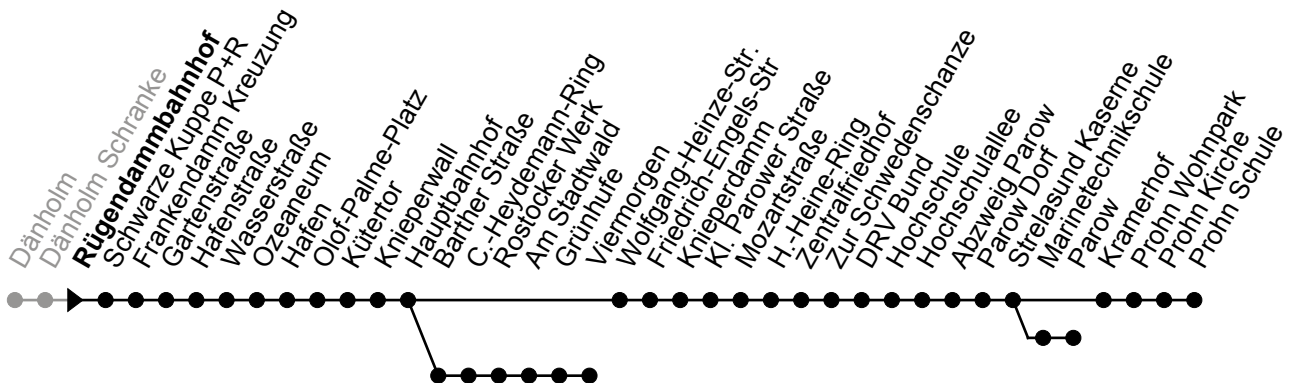 Dänholm
Dänholm Schranke
Rügendammbahnhof
Schwarze Kuppe P+R
Frankendamm Kreuzung
Gartenstraße
Hafenstraße
Wasserstraße
Ozeaneum
Hafen
Olof-Palme-Platz
Kütertor
Knieperwall
Hauptbahnhof
Barther Straße
C.-Heydemann-Ring
Rostocker Werk
Am Stadtwald
Grünhufe
Viermorgen
Wolfgang-Heinze-Str.
Friedrich-Engels-Str
Knieperdamm
Kl. Parower Straße
Mozartstraße
H.-Heine-Ring
Zentralfriedhof
Zur Schwedenschanze
DRV Bund
Hochschule
Hochschulallee
Abzweig Parow
Parow Dorf
Strelasund Kaserne
Marinetechnikschule
Parow
Kramerhof
Prohn Wohnpark
Prohn Kirche
Prohn Schule